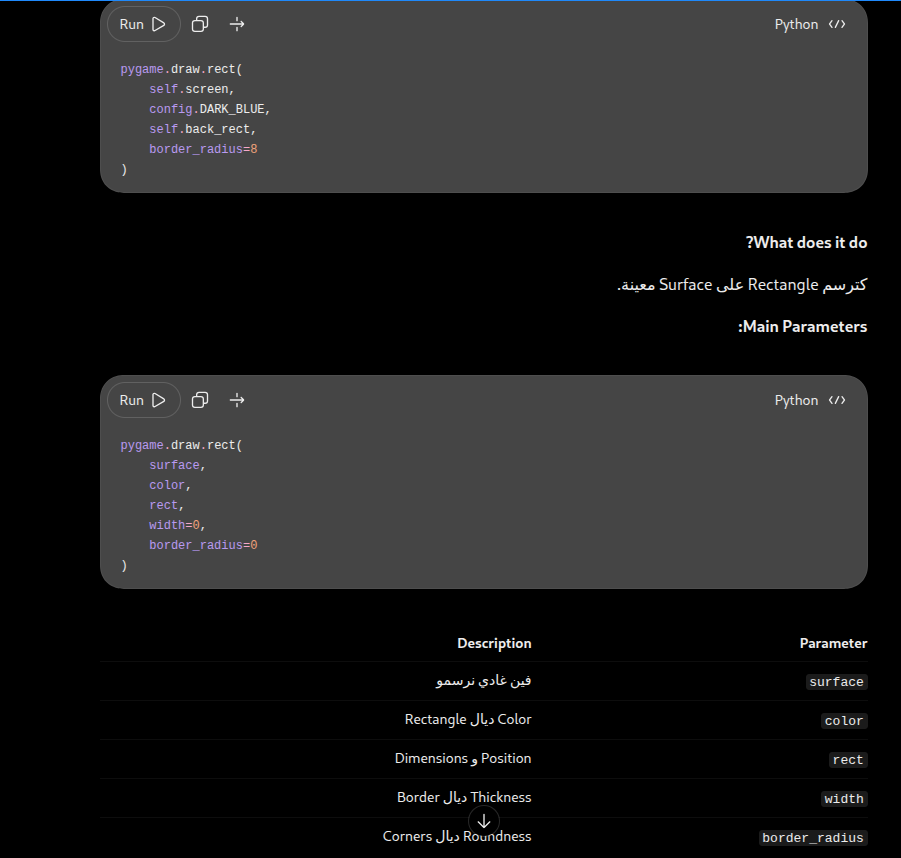 Run Python
pygame.draw.rect(
    self.screen,
    config.DARK_BLUE,
    self.back_rect,
    border_radius=8
)
What does it do?
كترسم Rectangle على Surface معينة.
Main Parameters:
Run Python
pygame.draw.rect(
    surface,
    color,
    rect,
    width=0,
    border_radius=0
)
Parameter Description
surface فين غادي نرسمو
color Color ديال Rectangle
rect Position و Dimensions
width Thickness ديال Border
border_radius Roundness ديال Corners